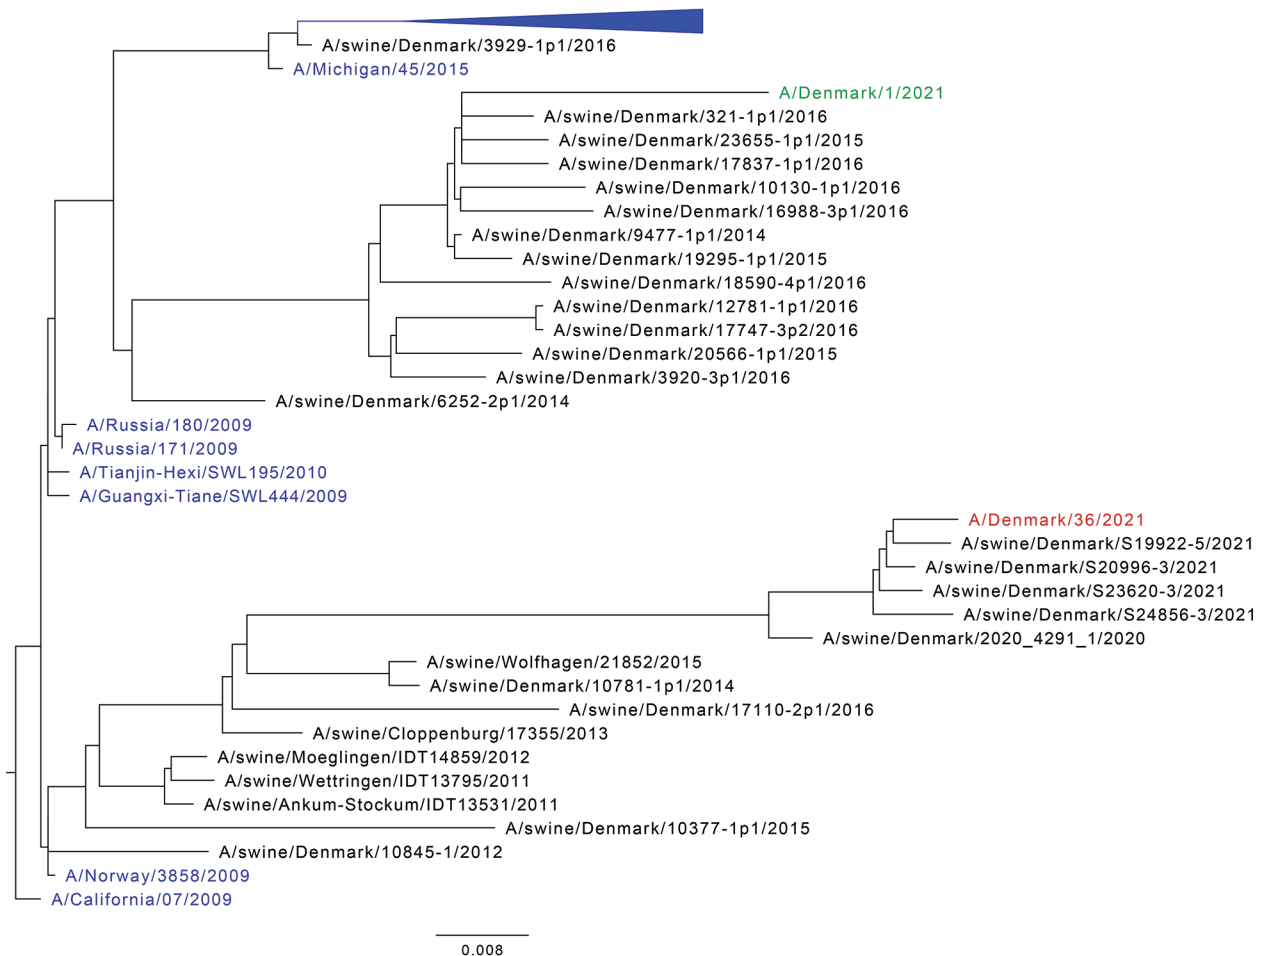 A/swine/Denmark/3929-1p1/2016
A/Michigan/45/2015
A/Denmark/1/2021
A/swine/Denmark/321-1p1/2016
A/swine/Denmark/23655-1p1/2015
A/swine/Denmark/17837-1p1/2016
A/swine/Denmark/10130-1p1/2016
A/swine/Denmark/16988-3p1/2016
A/swine/Denmark/9477-1p1/2014
A/swine/Denmark/19295-1p1/2015
A/swine/Denmark/18590-4p1/2016
A/swine/Denmark/12781-1p1/2016
A/swine/Denmark/17747-3p2/2016
A/swine/Denmark/20566-1p1/2015
A/swine/Denmark/3920-3p1/2016
A/swine/Denmark/6252-2p1/2014
A/Russia/180/2009
A/Russia/171/2009
A/Tianjin-Hexi/SWL195/2010
A/Guangxi-Tiane/SWL444/2009
A/Denmark/36/2021
A/swine/Denmark/S19922-5/2021
A/swine/Denmark/S20996-3/2021
A/swine/Denmark/S23620-3/2021
A/swine/Denmark/S24856-3/2021
A/swine/Denmark/2020_4291_1/2020
A/swine/Wolfhagen/21852/2015
A/swine/Denmark/10781-1p1/2014
A/swine/Denmark/17110-2p1/2016
A/swine/Cloppenburg/17355/2013
A/swine/Moeglingen/IDT14859/2012
A/swine/Wettringen/IDT13795/2011
A/swine/Ankum-Stockum/IDT13531/2011
A/swine/Denmark/10377-1p1/2015
A/swine/Denmark/10845-1/2012
A/Norway/3858/2009
A/California/07/2009
0.008